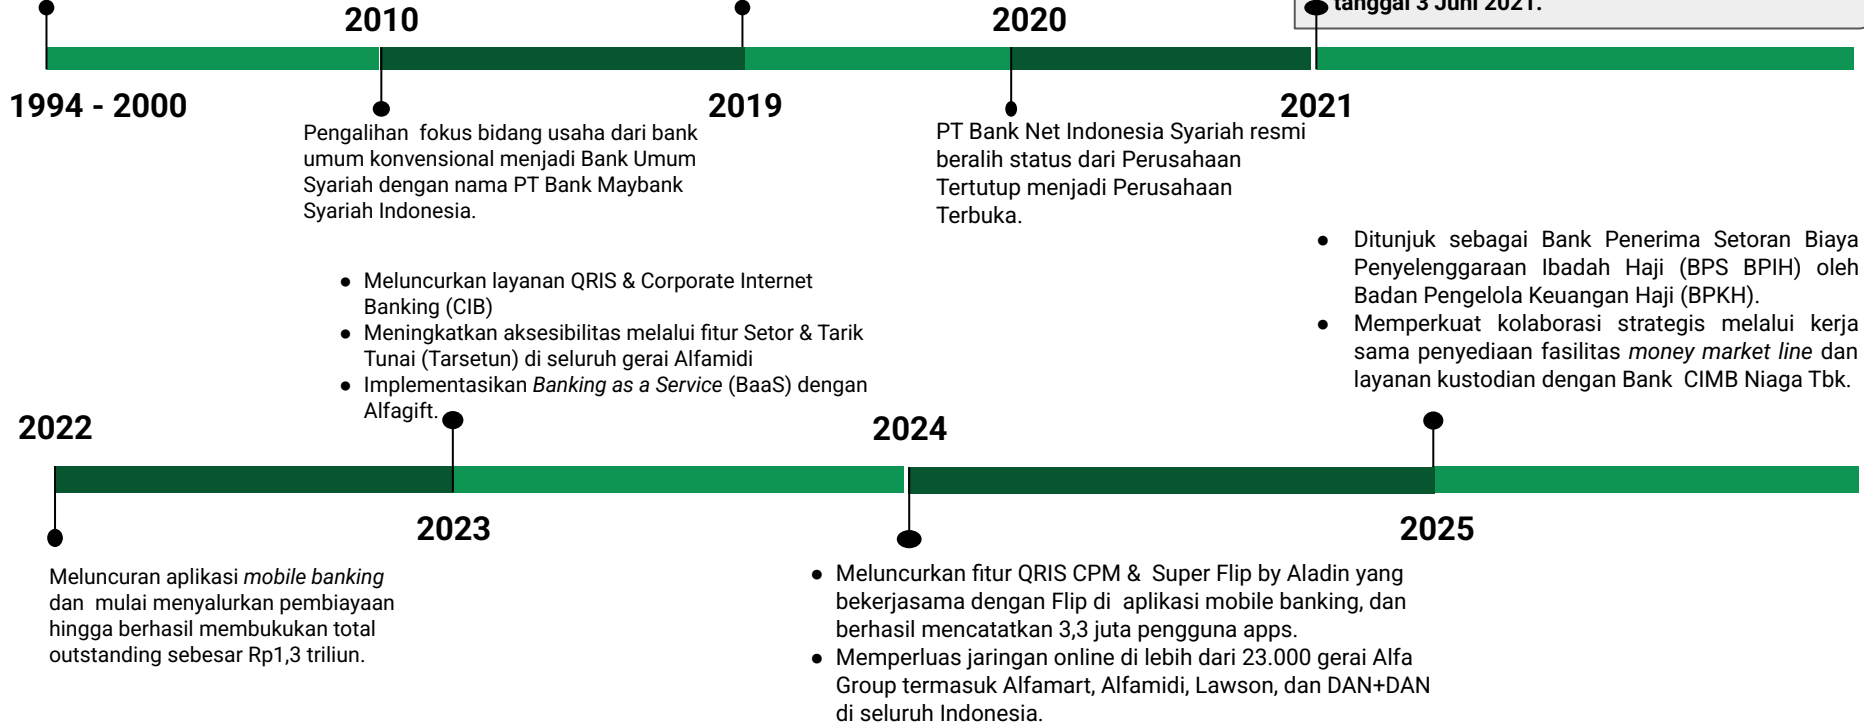 tanggal 3 Juni 2021.
2010
2020
1994 - 2000
2019
2021
Pengalihan fokus bidang usaha dari bank
umum konvensional menjadi Bank Umum
Syariah dengan nama PT Bank Maybank
Syariah Indonesia.
PT Bank Net Indonesia Syariah resmi
beralih status dari Perusahaan
Tertutup menjadi Perusahaan
Terbuka.
● Meluncurkan layanan QRIS & Corporate Internet
Banking (CIB)
● Meningkatkan aksesibilitas melalui fitur Setor & Tarik
Tunai (Tarsetun) di seluruh gerai Alfamidi
● Implementasikan Banking as a Service (BaaS) dengan
Alfagift.
● Ditunjuk sebagai Bank Penerima Setoran Biaya
Penyelenggaraan Ibadah Haji (BPS BPIH) oleh
Badan Pengelola Keuangan Haji (BPKH).
● Memperkuat kolaborasi strategis melalui kerja
sama penyediaan fasilitas money market line dan
layanan kustodian dengan Bank CIMB Niaga Tbk.
2022
2024
2023
2025
Meluncuran aplikasi mobile banking
dan mulai menyalurkan pembiayaan
hingga berhasil membukukan total
outstanding sebesar Rp1,3 triliun.
● Meluncurkan fitur QRIS CPM & Super Flip by Aladin yang
bekerjasama dengan Flip di aplikasi mobile banking, dan
berhasil mencatatkan 3,3 juta pengguna apps.
● Memperluas jaringan online di lebih dari 23.000 gerai Alfa
Group termasuk Alfamart, Alfamidi, Lawson, dan DAN+DAN
di seluruh Indonesia.